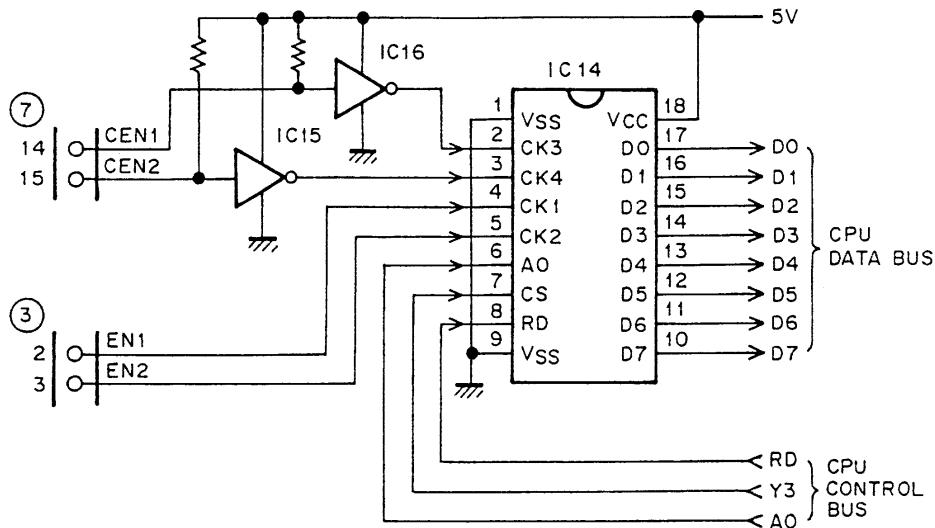 5V
IC16
IC14
7
14 CEN1
15 CEN2
IC15
1 VSS
2 CK3
3 CK4
4 CK1
5 CK2
6 A0
7 CS
8 RD
9 VSS
VCC 18
D0 17 D0
D1 16 D1
D2 15 D2
D3 14 D3
D4 13 D4
D5 12 D5
D6 11 D6
D7 10 D7
CPU
DATA BUS
3
2 EN1
3 EN2
RD
Y3
A0
CPU
CONTROL
BUS